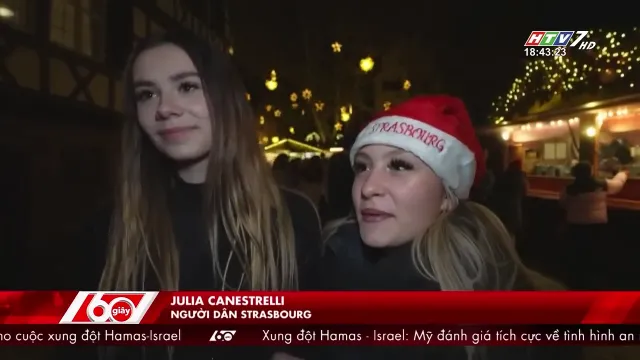 HTV7 HD
18:43:23
STRASBOURG
60 giây
JULIA CANESTRELLI
NGƯỜI DÂN STRASBOURG
ho cuộc xung đột Hamas-Israel 60 Xung đột Hamas - Israel: Mỹ đánh giá tích cực về tình hình an